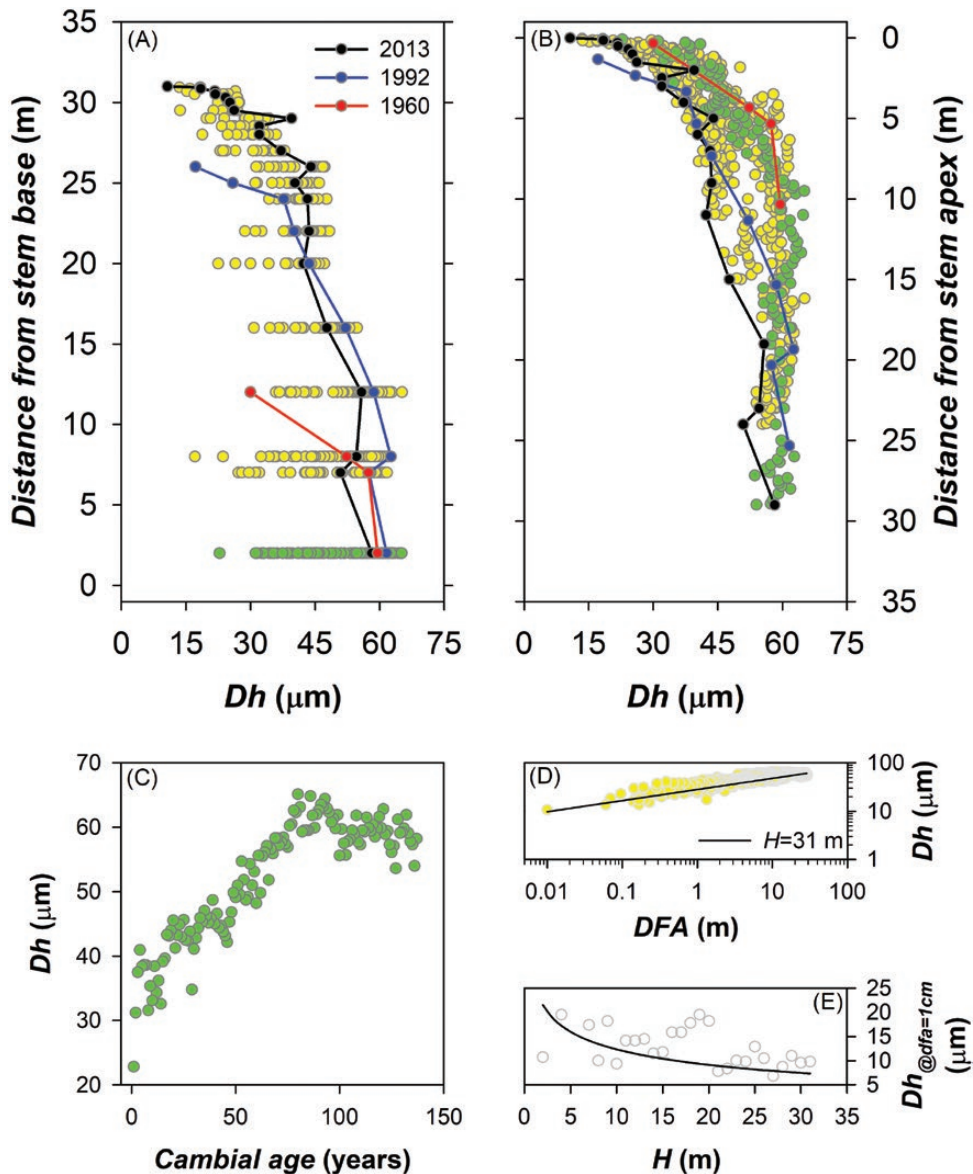 (A)
2013
1992
1960
35
30
25
20
15
10
5
0
Distance from stem base (m)
0 15 30 45 60 75
Dh (μm)
(B)
0
5
10
15
20
25
30
35
Distance from stem apex (m)
0 15 30 45 60 75
Dh (μm)
(C)
70
60
50
40
30
20
Dh (μm)
0 50 100 150
Cambial age (years)
(D)
H=31 m
100
10
1
Dh (μm)
0.01 0.1 1 10 100
DFA (m)
(E)
25
20
15
10
5
Dh@dfa=1cm
(μm)
0 5 10 15 20 25 30 35
H (m)